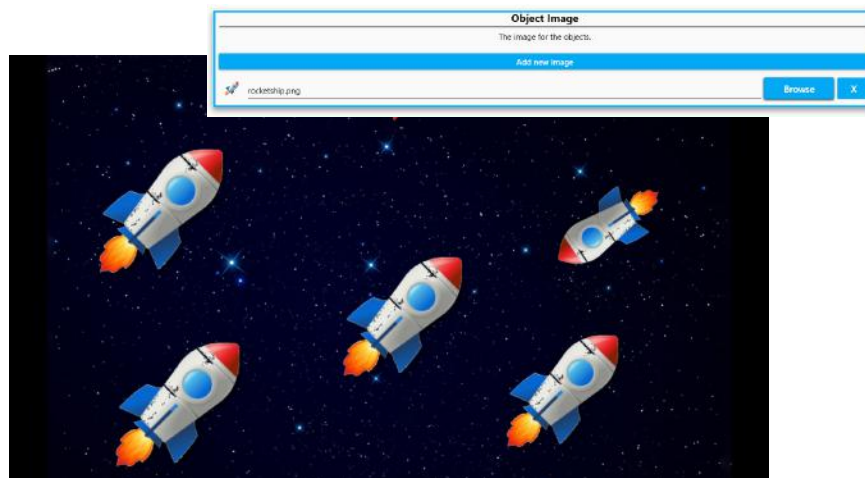 Object Image
The image for the objects.
Add new image
rocketship.png
Browse
X